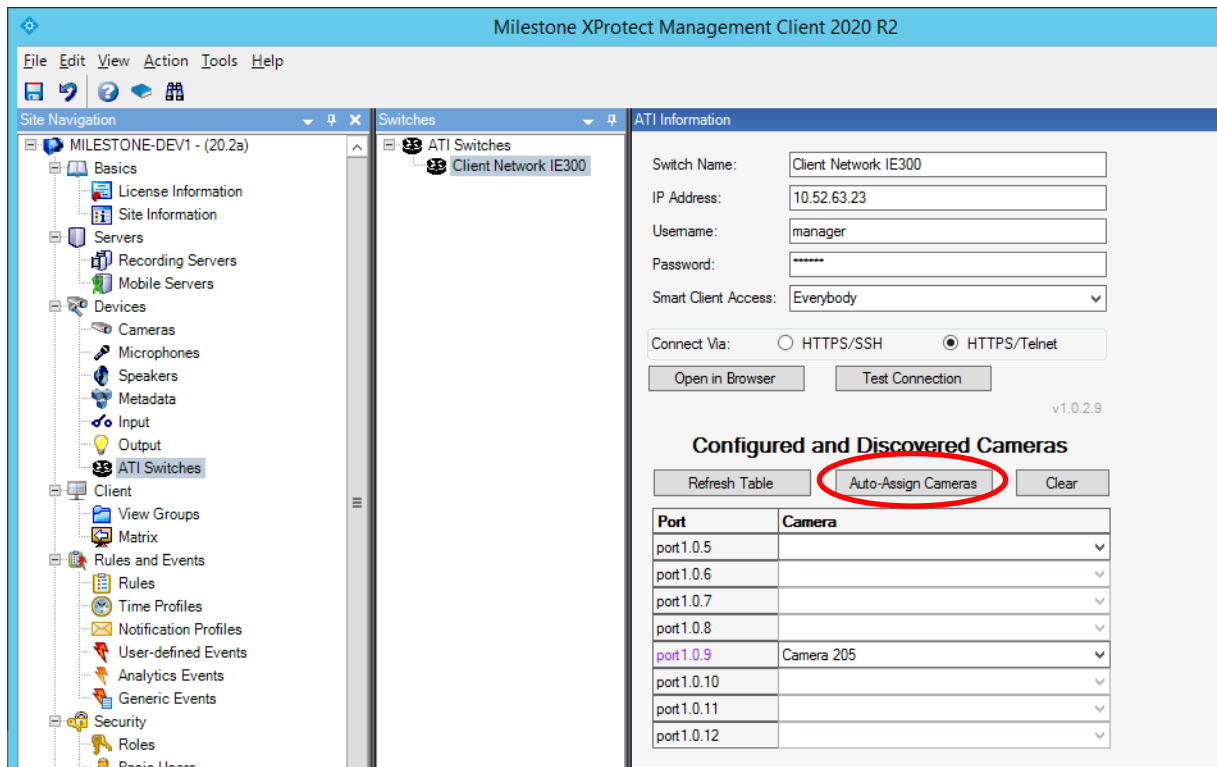 Milestone XProtect Management Client 2020 R2
File Edit View Action Tools Help
Site Navigation
MILESTONE-DEV1 - (20.2a)
Basics
License Information
Site Information
Servers
Recording Servers
Mobile Servers
Devices
Cameras
Microphones
Speakers
Metadata
Input
Output
ATI Switches
Client
View Groups
Matrix
Rules and Events
Rules
Time Profiles
Notification Profiles
User-defined Events
Analytics Events
Generic Events
Security
Roles
Basic Users
Switches
ATI Switches
Client Network IE300
ATI Information
Switch Name: Client Network IE300
IP Address: 10.52.63.23
Username: manager
Password: ******
Smart Client Access: Everybody
Connect Via: HTTPS/SSH HTTPS/Telnet
Open in Browser Test Connection
v1.0.2.9
Configured and Discovered Cameras
Refresh Table Auto-Assign Cameras Clear
Port Camera
port1.0.5
port1.0.6
port1.0.7
port1.0.8
port1.0.9 Camera 205
port1.0.10
port1.0.11
port1.0.12